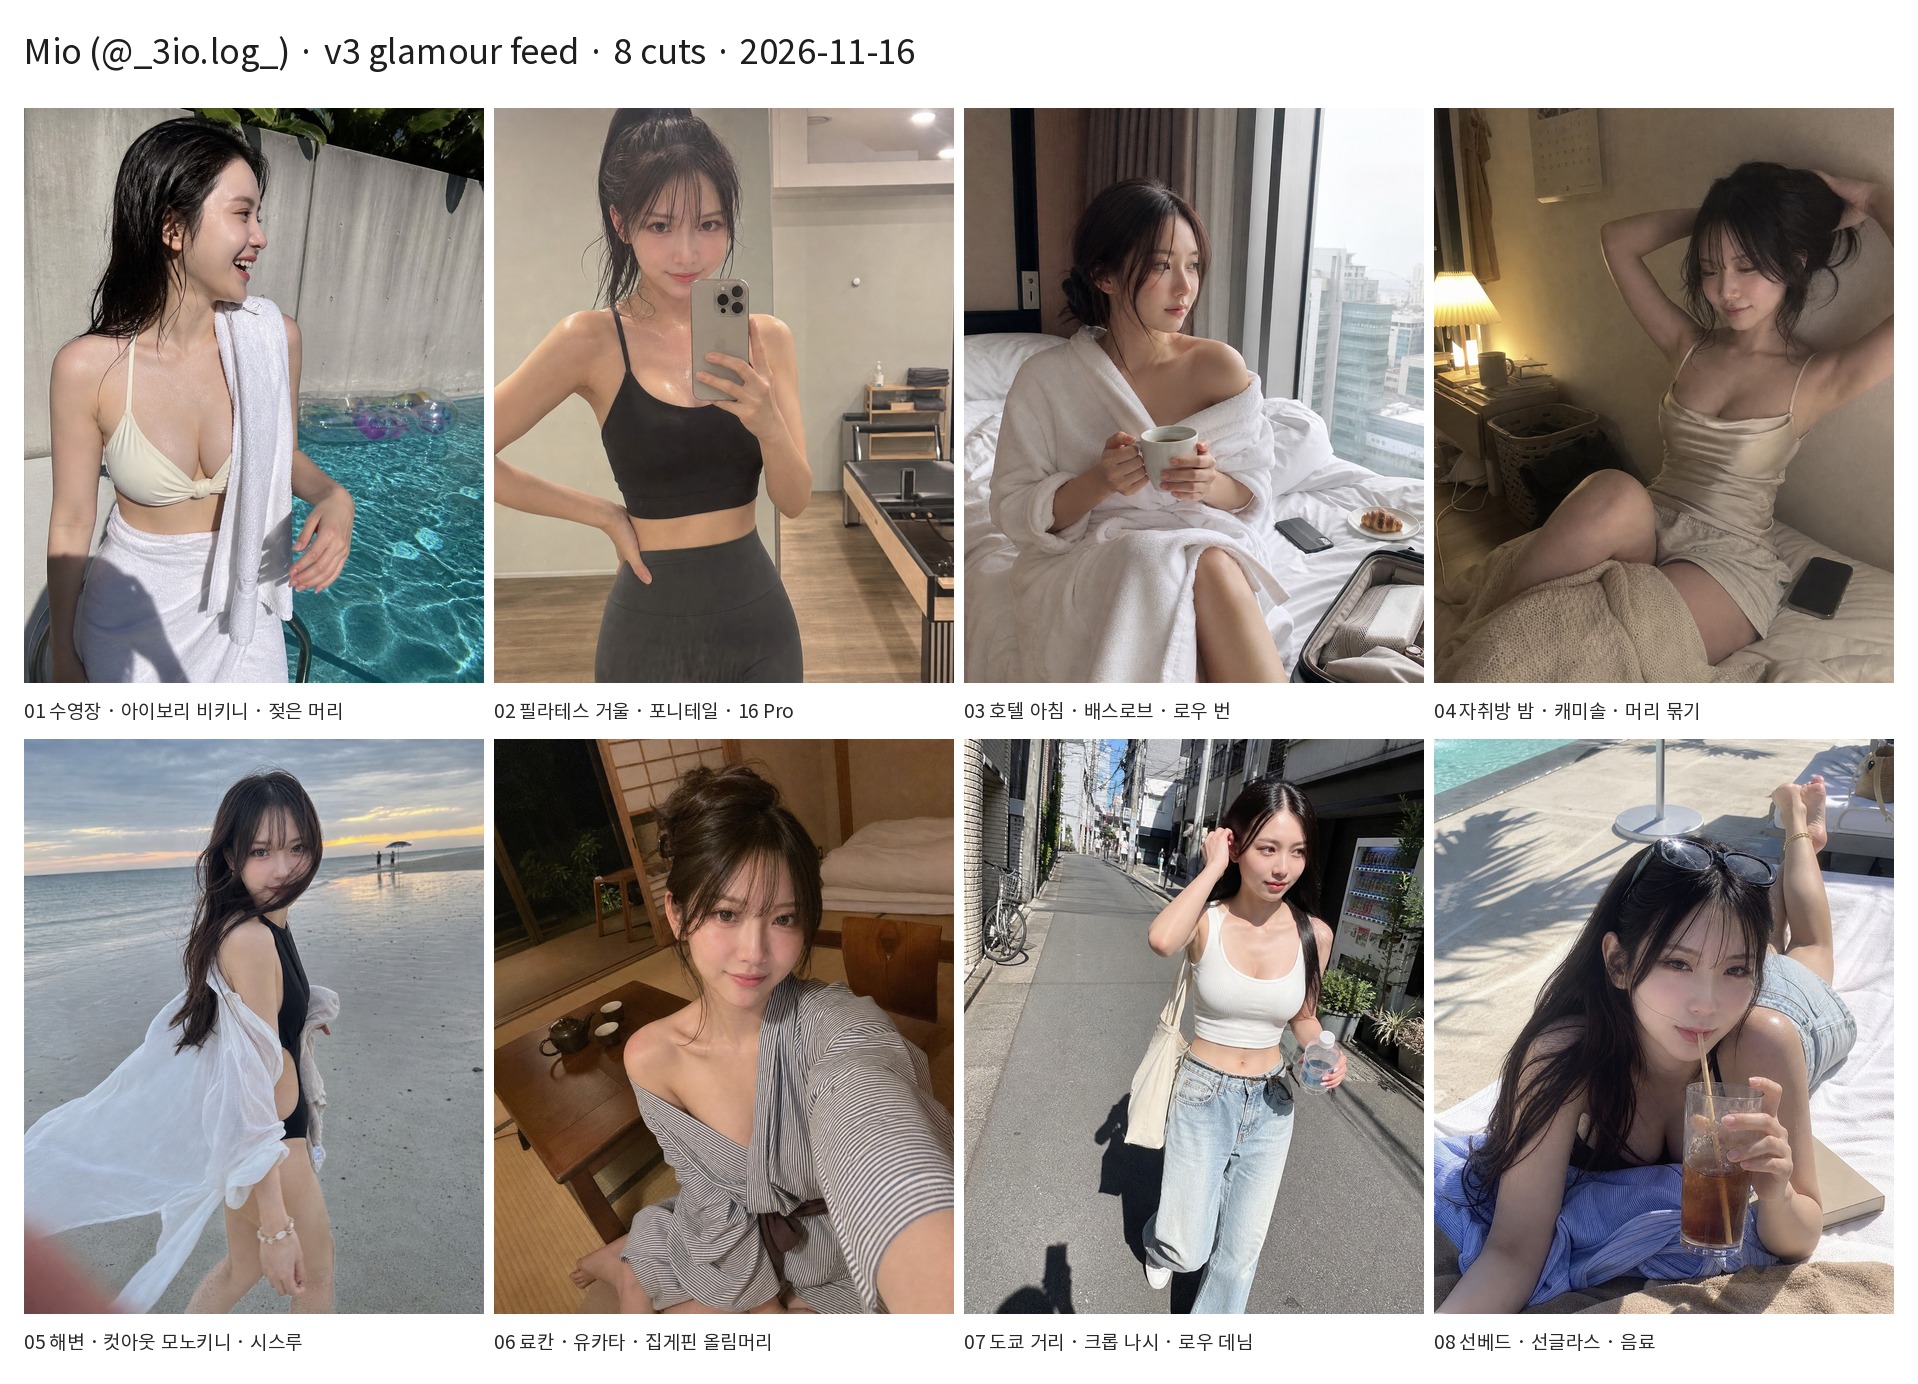 Mio (@_3io.log_) · v3 glamour feed · 8 cuts · 2026-11-16
01 수영장 · 아이보리 비키니 · 젖은 머리
02 필라테스 거울 · 포니테일 · 16 Pro
03 호텔 아침 · 배스로브 · 로우 번
04 자취방 밤 · 캐미솔 · 머리 묶기
05 해변 · 컷아웃 모노키니 · 시스루
06 료칸 · 유카타 · 집게핀 올림머리
07 도쿄 거리 · 크롭 나시 · 로우 데님
08 선베드 · 선글라스 · 음료